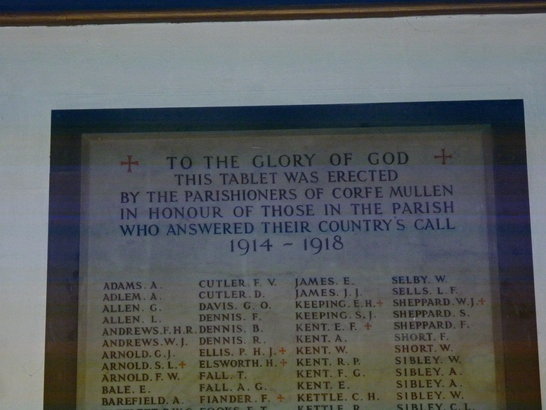 TO THE GLORY OF GOD
THIS TABLET WAS ERECTED
BY THE PARISHIONERS OF CORFE MULLEN
IN HONOUR OF THOSE IN THE PARISH
WHO ANSWERED THEIR COUNTRY'S CALL
1914 ~ 1918
ADAMS. A.
ADLEM. A.
ALLEN. G.
ALLEN. L.
ANDREWS. F. H. R.
ANDREWS. W. J.
ARNOLD. G. J.
ARNOLD. S. L. +
ARNOLD. F. W.
BALE. E.
BAREFIELD. A.
CUTLER. F. V.
CUTLER. D.
DAVIS. G. O.
DENNIS. F.
DENNIS. B.
DENNIS. R.
ELLIS. P. H. J. +
ELSWORTH. H. +
FALL. T.
FALL. A. G.
FIANDER. F. +
JAMES. E.
JAMES. J. J.
KEEPING. E. H. +
KEEPING. S. J.
KENT. E. F. +
KENT. A.
KENT. W.
KENT. R. P.
KENT. F. G.
KENT. E.
KETTLE. C. H.
KETTLE.
SELBY. W.
SELLS. L. F.
SHEPPARD. W. J. +
SHEPPARD. S.
SHEPPARD. F.
SHORT. F.
SHORT. W.
SIBLEY. W.
SIBLEY. A.
SIBLEY. A.
SIBLEY. W.
SIBLEY. C. L.